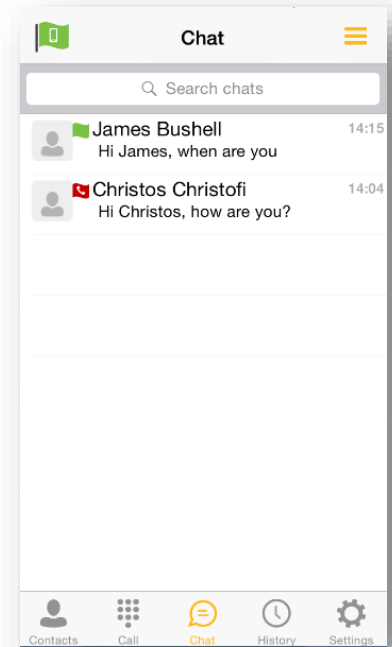 Chat
Search chats
James Bushell 14:15
Hi James, when are you
Christos Christofi 14:04
Hi Christos, how are you?
Contacts Call Chat History Settings